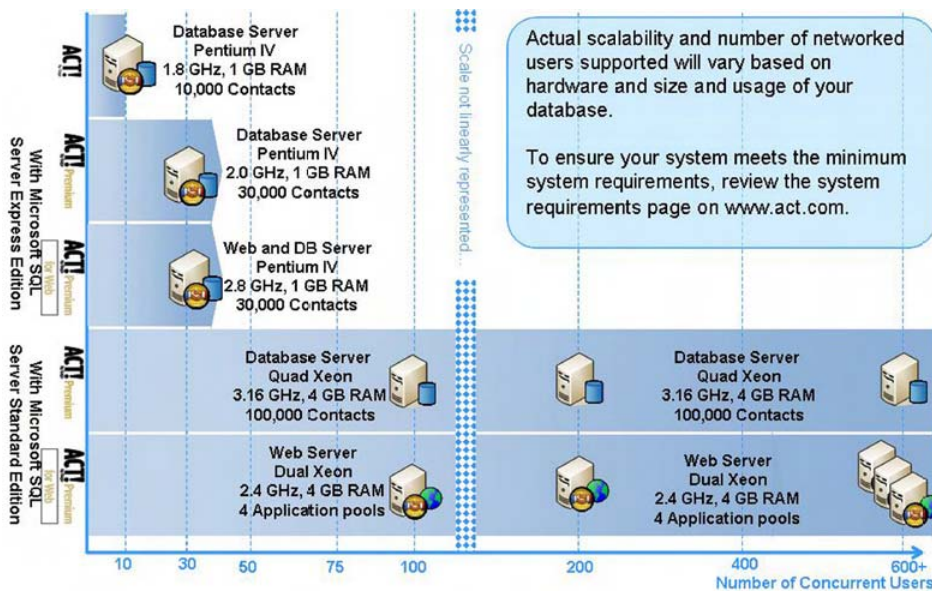 Database Server
Pentium IV
1.8 GHz, 1 GB RAM
10,000 Contacts
ACT!
Actual scalability and number of networked
users supported will vary based on
hardware and size and usage of your
database.
To ensure your system meets the minimum
system requirements, review the system
requirements page on www.act.com.
Scale not linearly represented...
With Microsoft SQL
Server Express Edition
ACT! Premium
Database Server
Pentium IV
2.0 GHz, 1 GB RAM
30,000 Contacts
ACT! Premium
for Web
Web and DB Server
Pentium IV
2.8 GHz, 1 GB RAM
30,000 Contacts
With Microsoft SQL
Server Standard Edition
ACT! Premium
Database Server
Quad Xeon
3.16 GHz, 4 GB RAM
100,000 Contacts
Database Server
Quad Xeon
3.16 GHz, 4 GB RAM
100,000 Contacts
ACT! Premium
for Web
Web Server
Dual Xeon
2.4 GHz, 4 GB RAM
4 Application pools
Web Server
Dual Xeon
2.4 GHz, 4 GB RAM
4 Application pools
10 30 50 75 100 200 400 600+
Number of Concurrent Users